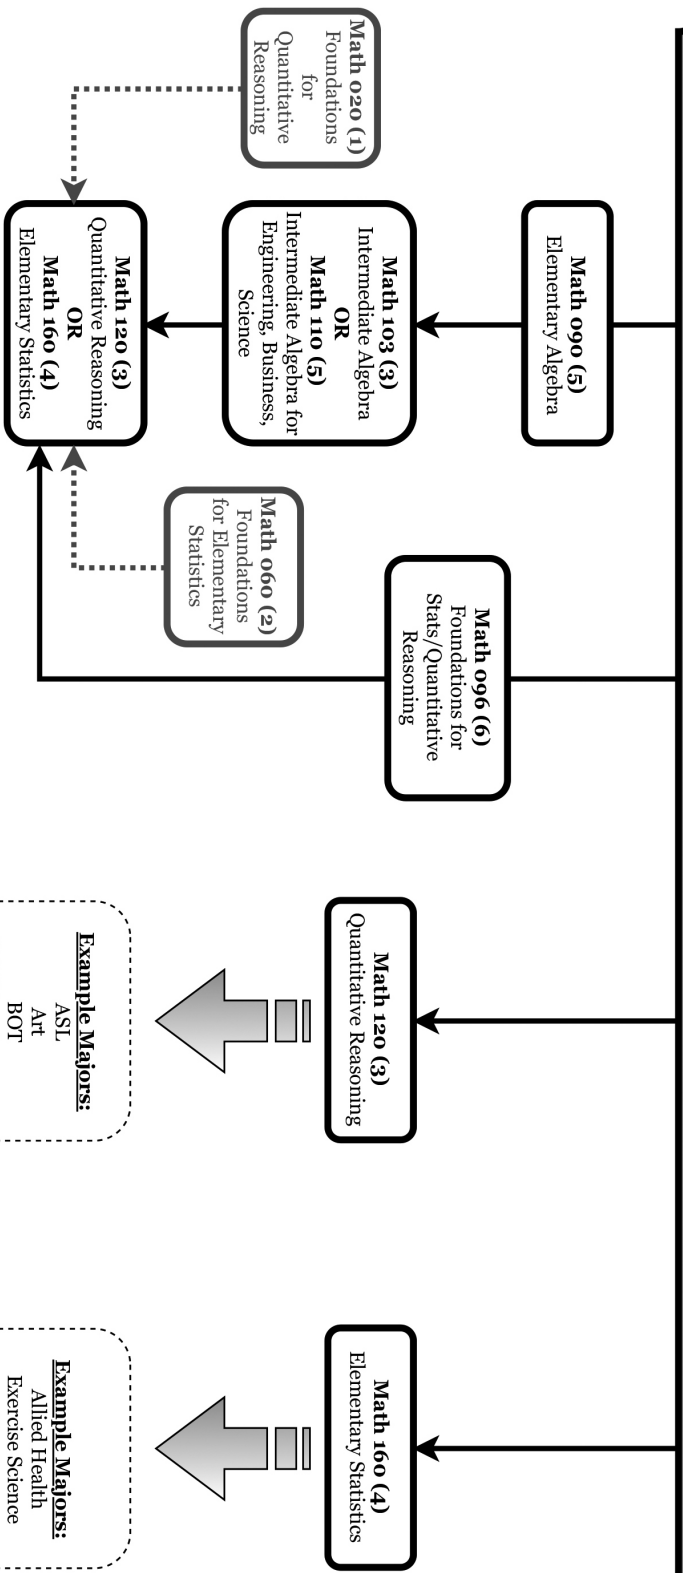 Math 020 (1)
Foundations
for
Quantitative
Reasoning
Math 090 (5)
Elementary Algebra
Math 103 (3)
Intermediate Algebra
OR
Math 110 (5)
Intermediate Algebra for
Engineering, Business,
Science
Math 120 (3)
Quantitative Reasoning
OR
Math 160 (4)
Elementary Statistics
Math 060 (2)
Foundations
for Elementary
Statistics
Math 096 (6)
Foundations for
Stats/Quantitative
Reasoning
Math 120 (3)
Quantitative Reasoning
Example Majors:
ASL
Art
BOT
Math 160 (4)
Elementary Statistics
Example Majors:
Allied Health
Exercise Science